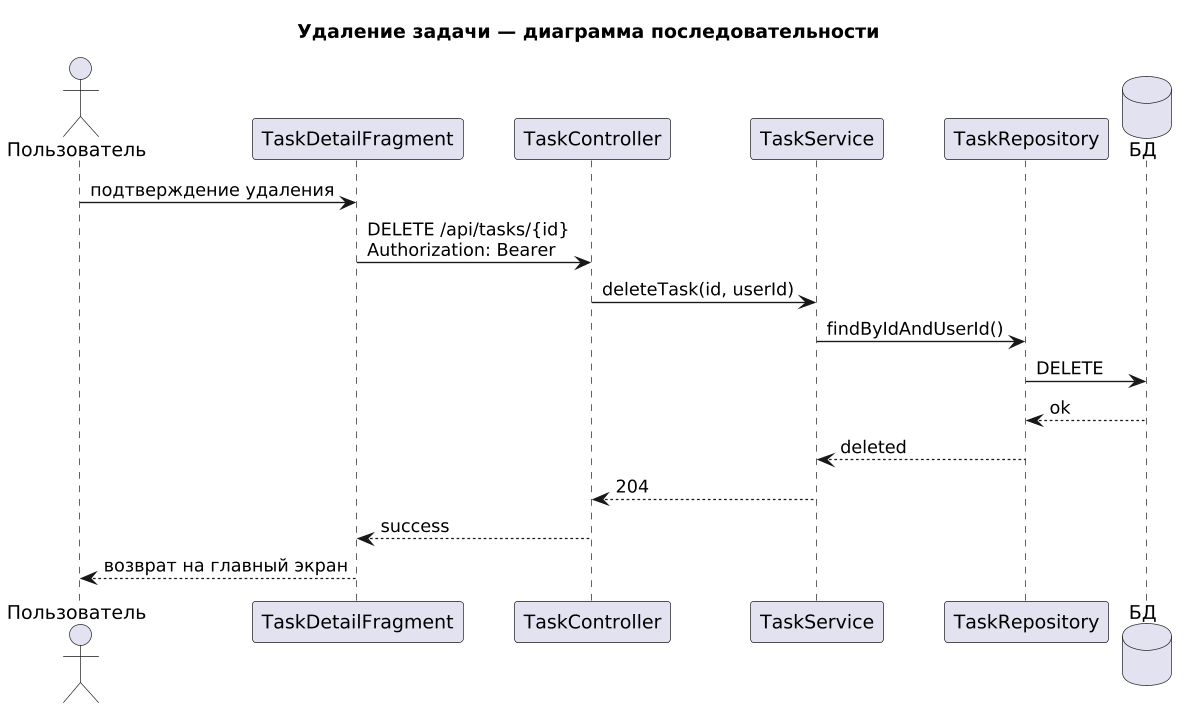 Удаление задачи — диаграмма последовательности
Пользователь
TaskDetailFragment
TaskController
TaskService
TaskRepository
БД
подтверждение удаления
DELETE /api/tasks/{id}
Authorization: Bearer
deleteTask(id, userId)
findByIdAndUserId()
DELETE
ok
deleted
204
success
возврат на главный экран
Пользователь
TaskDetailFragment
TaskController
TaskService
TaskRepository
БД